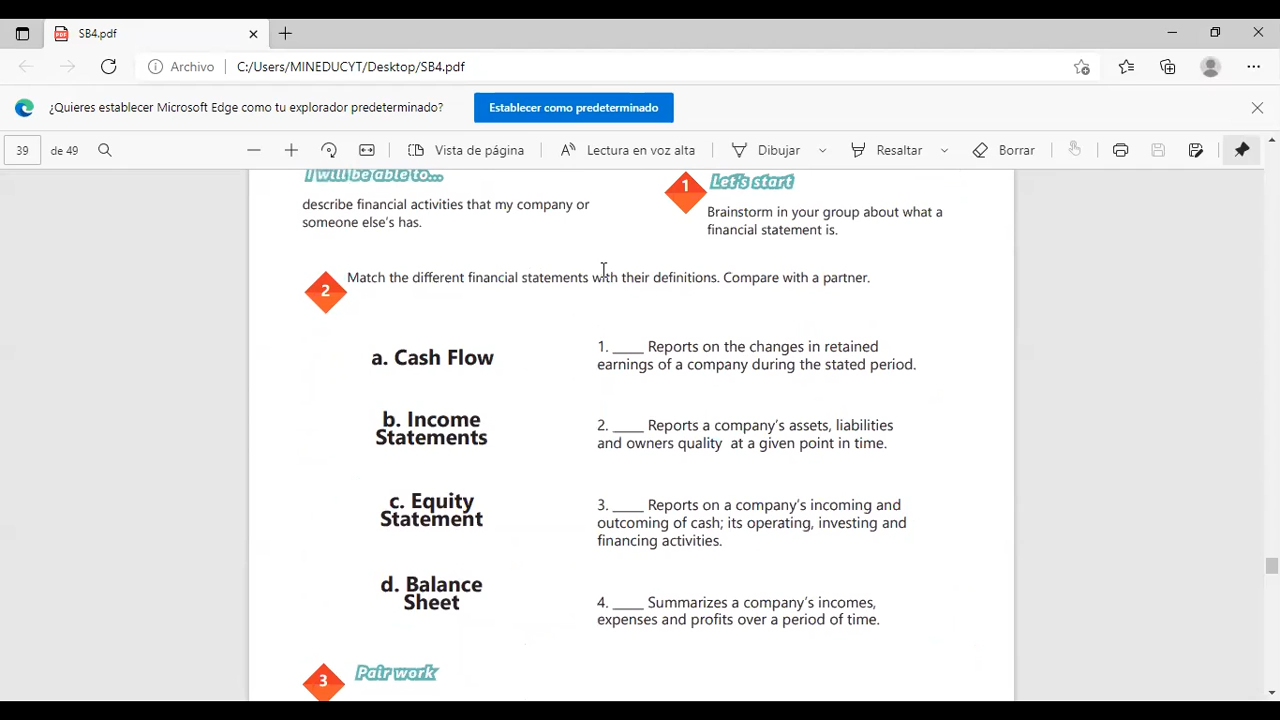 SB4.pdf
Archivo C:/Users/MINEDUCYT/Desktop/SB4.pdf
¿Quieres establecer Microsoft Edge como tu explorador predeterminado? Establecer como predeterminado
39 de 49 Vista de página Lectura en voz alta Dibujar Resaltar Borrar
I will be able to...
describe financial activities that my company or
someone else's has.
1 Let's start
Brainstorm in your group about what a
financial statement is.
2 Match the different financial statements with their definitions. Compare with a partner.
a. Cash Flow
b. Income
Statements
c. Equity
Statement
d. Balance
Sheet
1. ____ Reports on the changes in retained
earnings of a company during the stated period.
2. ____ Reports a company's assets, liabilities
and owners quality at a given point in time.
3. ____ Reports on a company's incoming and
outcoming of cash; its operating, investing and
financing activities.
4. ____ Summarizes a company's incomes,
expenses and profits over a period of time.
3 Pair work